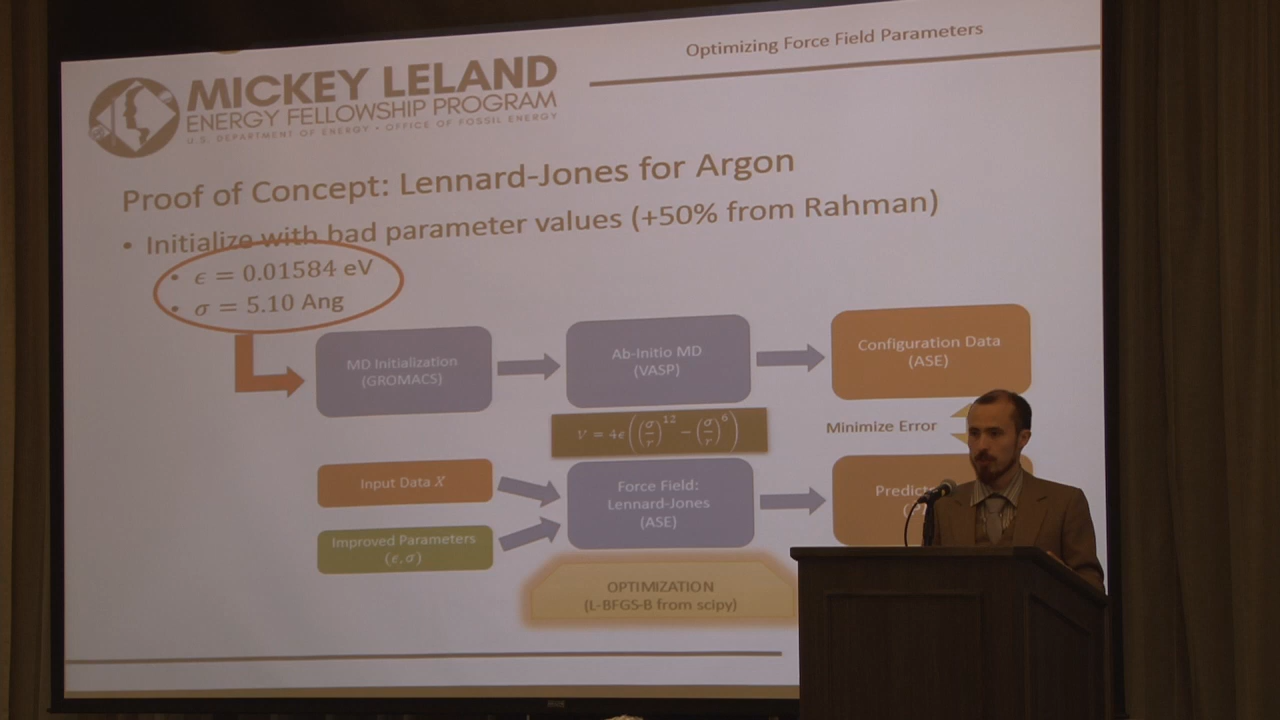 Optimizing Force Field Parameters
MICKEY LELAND
ENERGY FELLOWSHIP PROGRAM
U.S. DEPARTMENT OF ENERGY • OFFICE OF FOSSIL ENERGY
Proof of Concept: Lennard-Jones for Argon
• Initialize with bad parameter values (+50% from Rahman)
• ϵ = 0.01584 eV
• σ = 5.10 Ang
MD Initialization
(GROMACS)
Ab-Initio MD
(VASP)
Configuration Data
(ASE)
V = 4ϵ((σ/r)^12 − (σ/r)^6)
Minimize Error
Input Data X
Improved Parameters
(ϵ, σ)
Force Field:
Lennard-Jones
(ASE)
OPTIMIZATION
(L-BFGS-B from scipy)